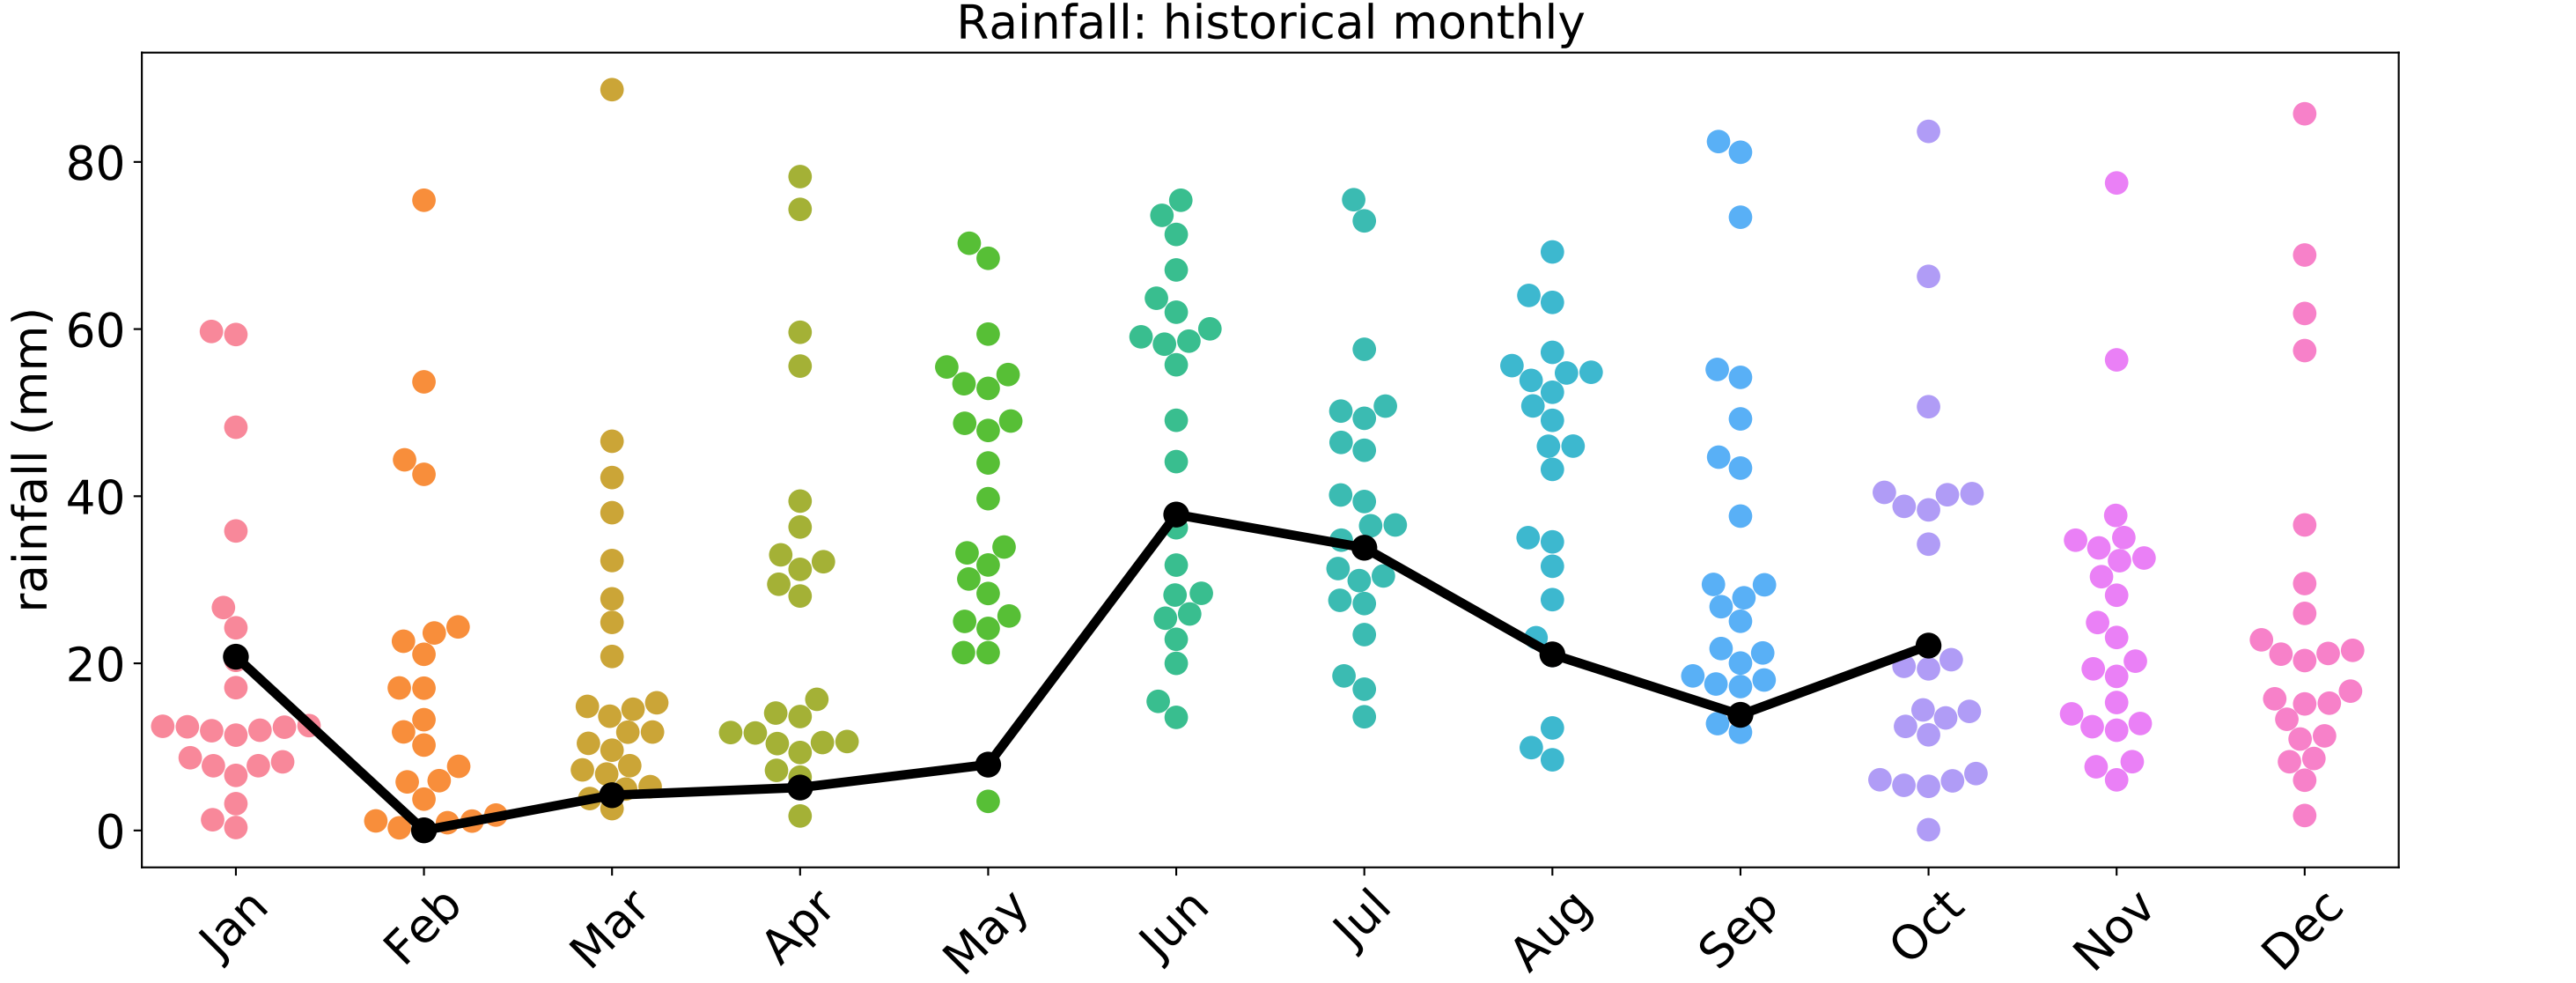 Rainfall: historical monthly
rainfall (mm)
80
60
40
20
0
Jan Feb Mar Apr May Jun Jul Aug Sep Oct Nov Dec